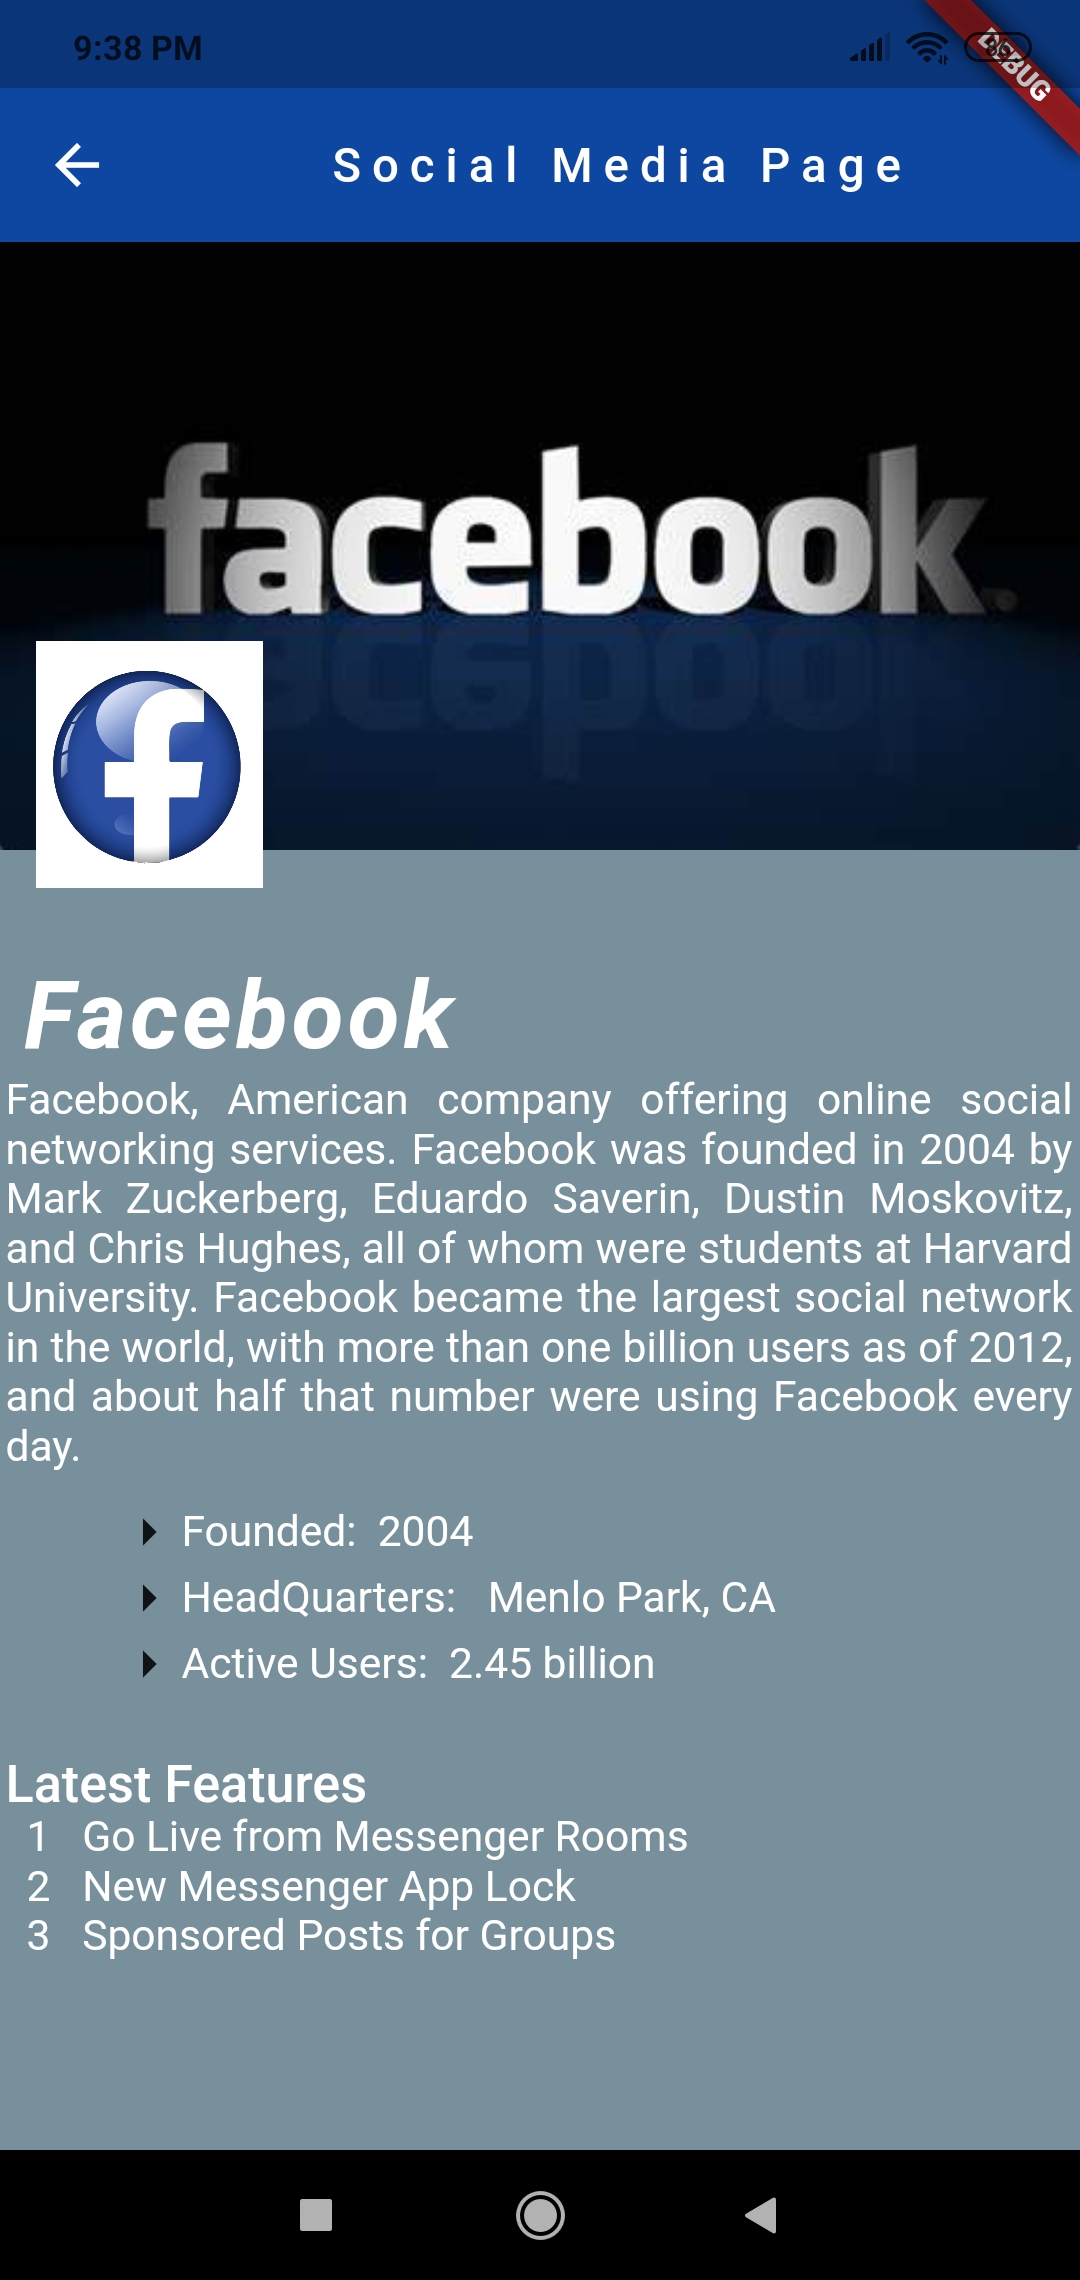 9:38 PM
DEBUG
Social Media Page
facebook.
f
Facebook
Facebook, American company offering online social
networking services. Facebook was founded in 2004 by
Mark Zuckerberg, Eduardo Saverin, Dustin Moskovitz,
and Chris Hughes, all of whom were students at Harvard
University. Facebook became the largest social network
in the world, with more than one billion users as of 2012,
and about half that number were using Facebook every
day.
Founded: 2004
HeadQuarters: Menlo Park, CA
Active Users: 2.45 billion
Latest Features
1 Go Live from Messenger Rooms
2 New Messenger App Lock
3 Sponsored Posts for Groups